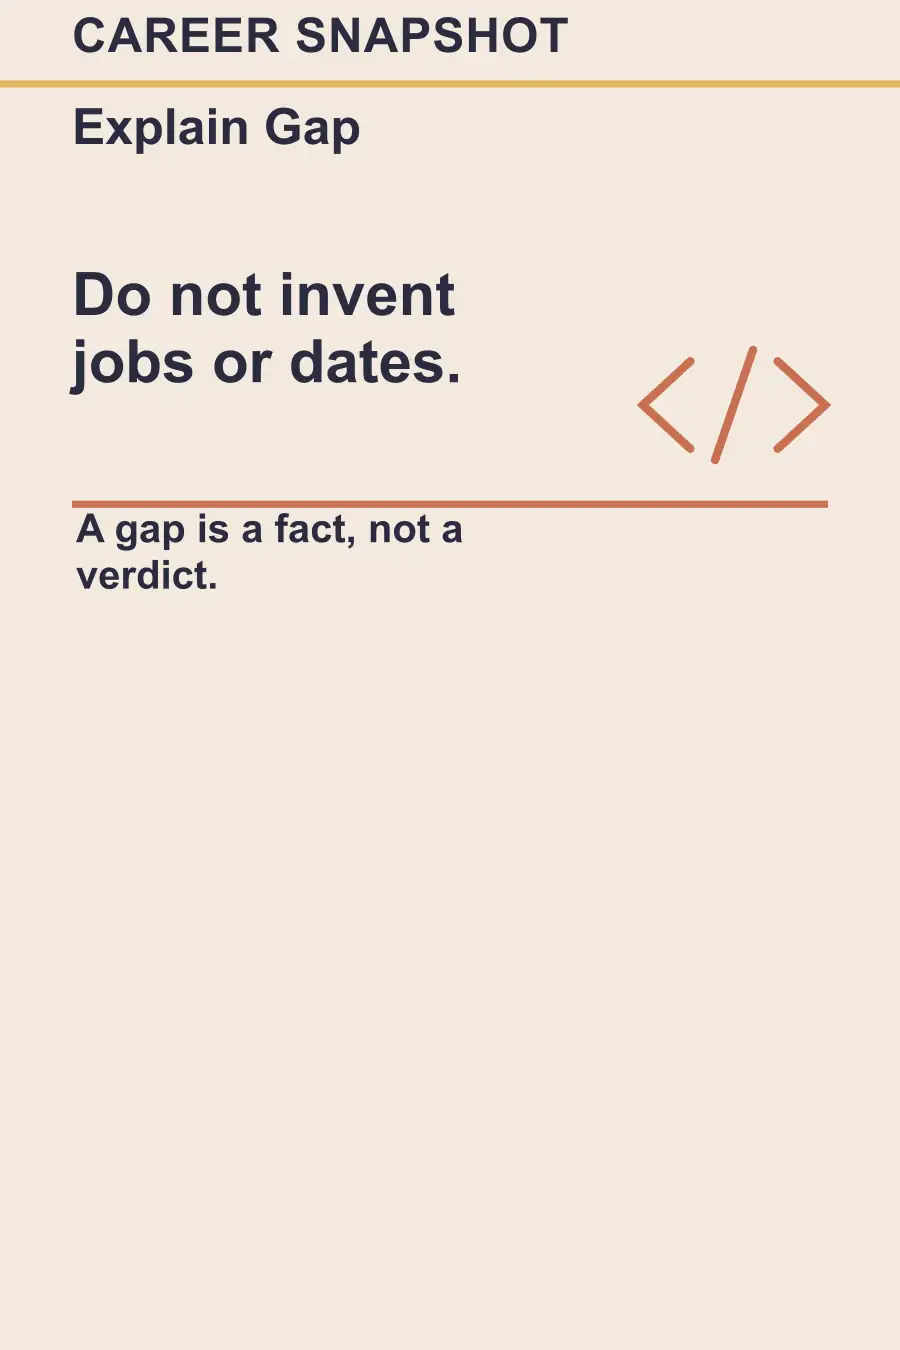 CAREER SNAPSHOT
Explain Gap
Do not invent
jobs or dates.
</>
A gap is a fact, not a
verdict.